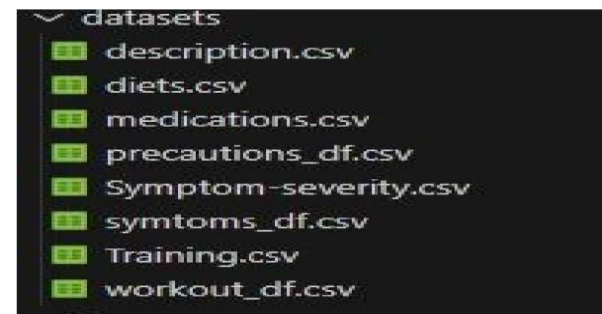 datasets
description.csv
diets.csv
medications.csv
precautions_df.csv
Symptom-severity.csv
symtoms_df.csv
Training.csv
workout_df.csv